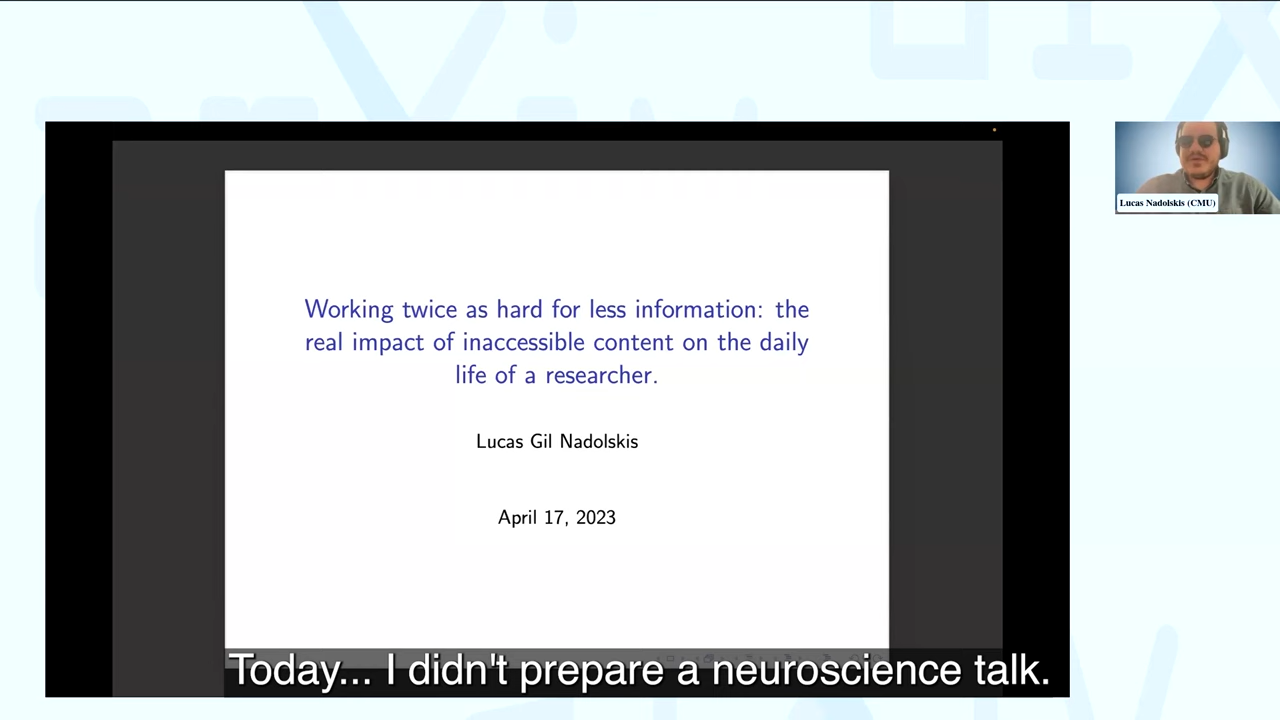 Working twice as hard for less information: the
real impact of inaccessible content on the daily
life of a researcher.
Lucas Gil Nadolskis
April 17, 2023
Today... I didn't prepare a neuroscience talk.
Lucas Nadolskis (CMU)